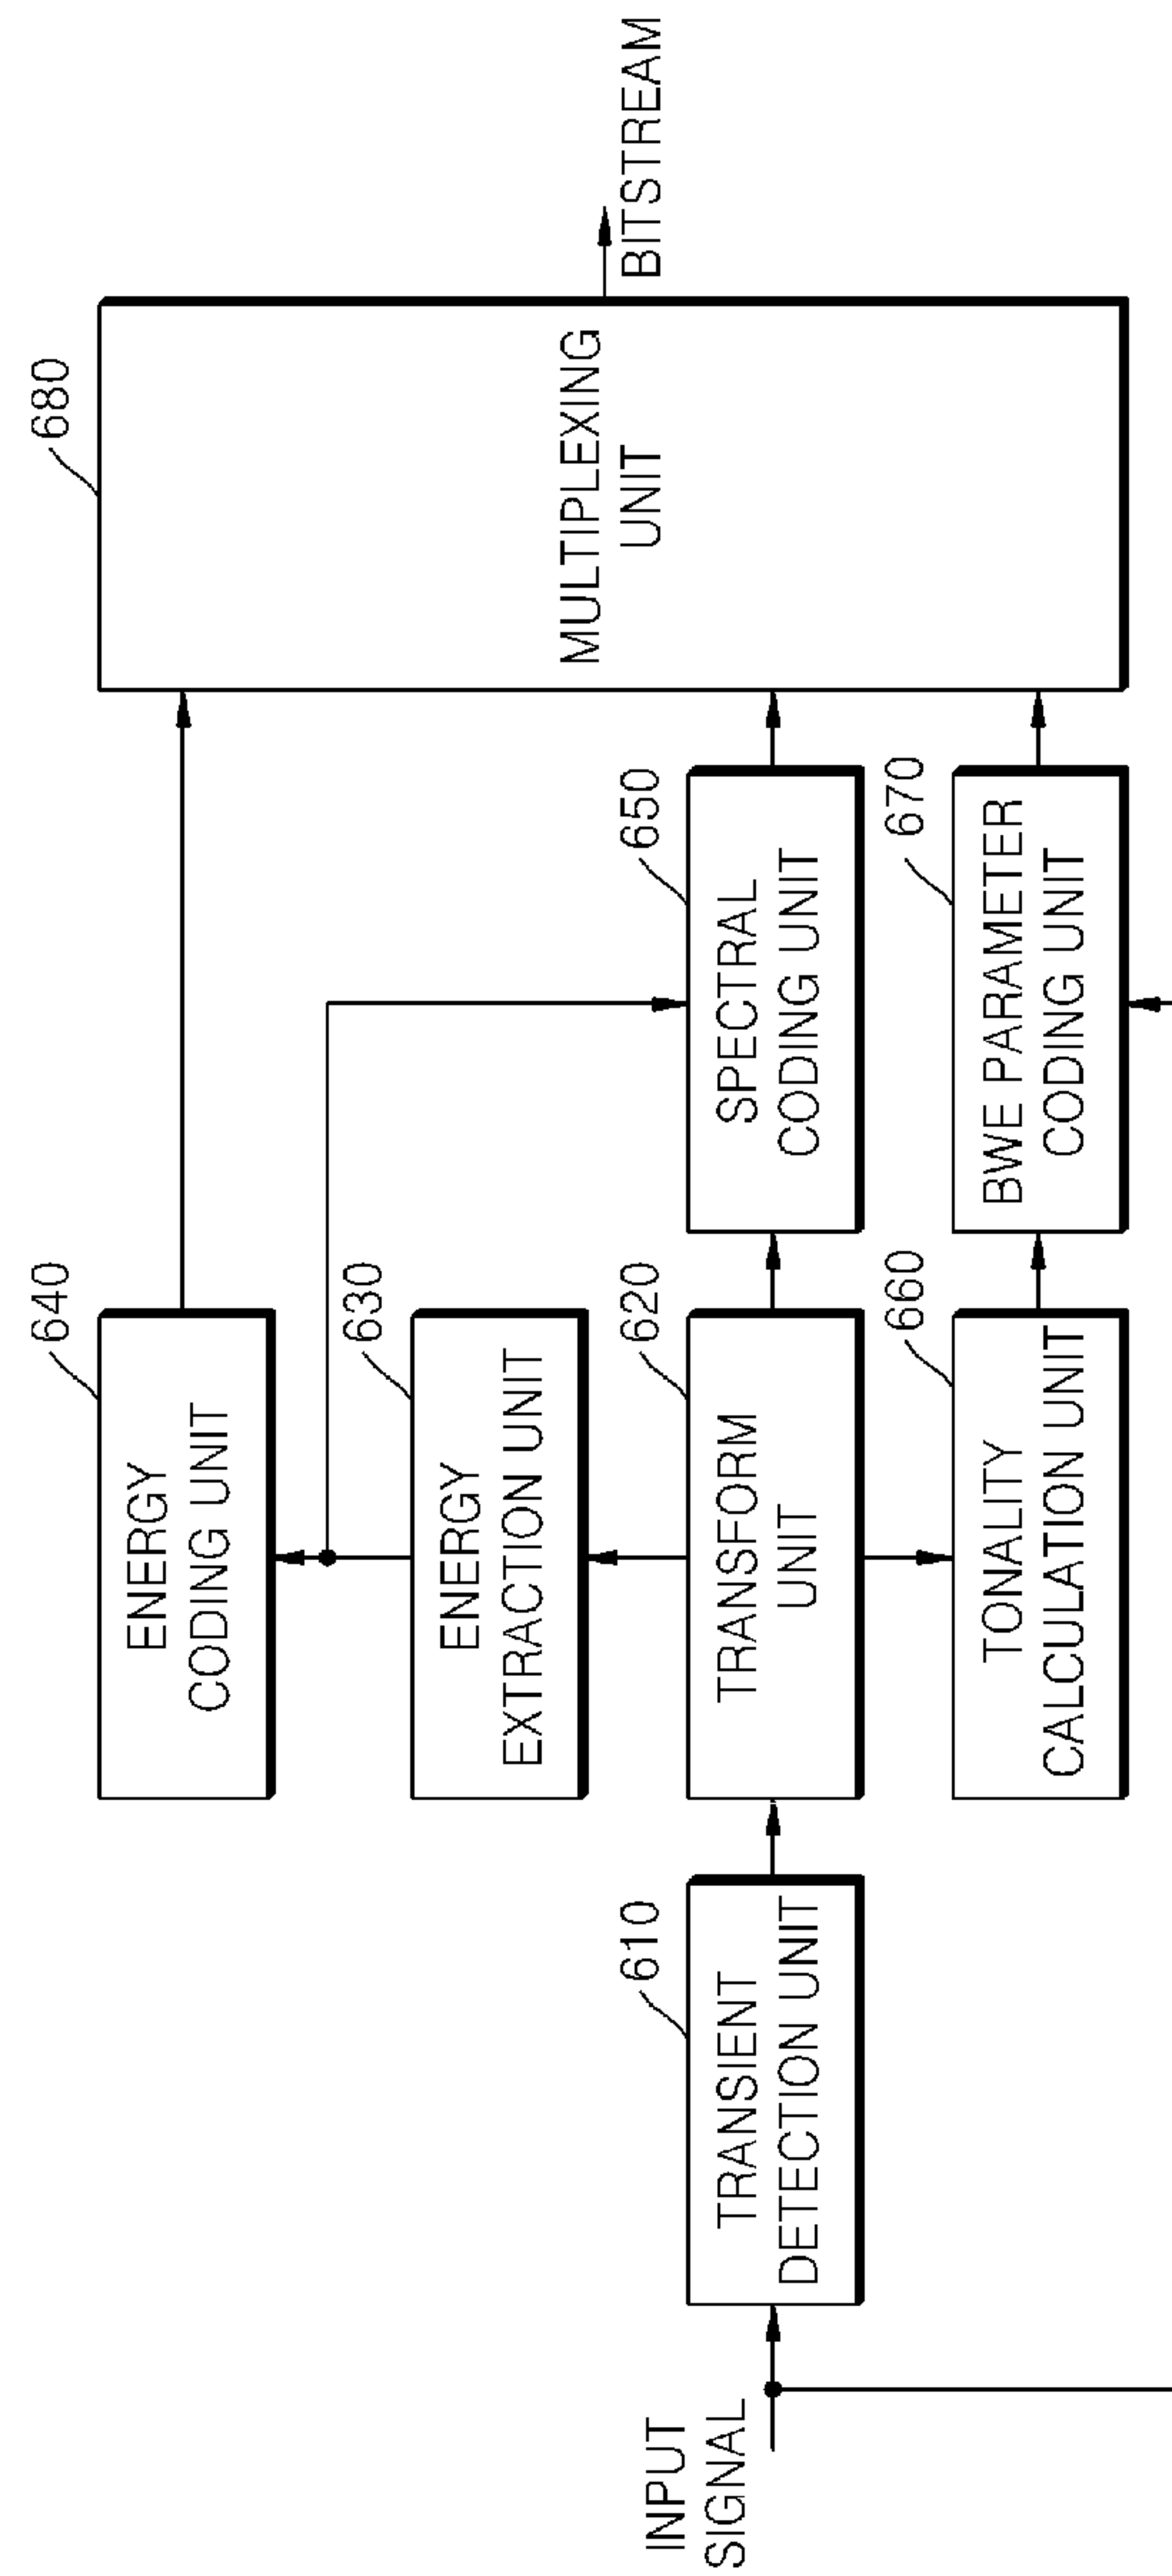 INPUT
SIGNAL
610
TRANSIENT
DETECTION UNIT
640
ENERGY
CODING UNIT
630
ENERGY
EXTRACTION UNIT
620
TRANSFORM
UNIT
660
TONALITY
CALCULATION UNIT
650
SPECTRAL
CODING UNIT
670
BWE PARAMETER
CODING UNIT
680
MULTIPLEXING
UNIT
BITSTREAM